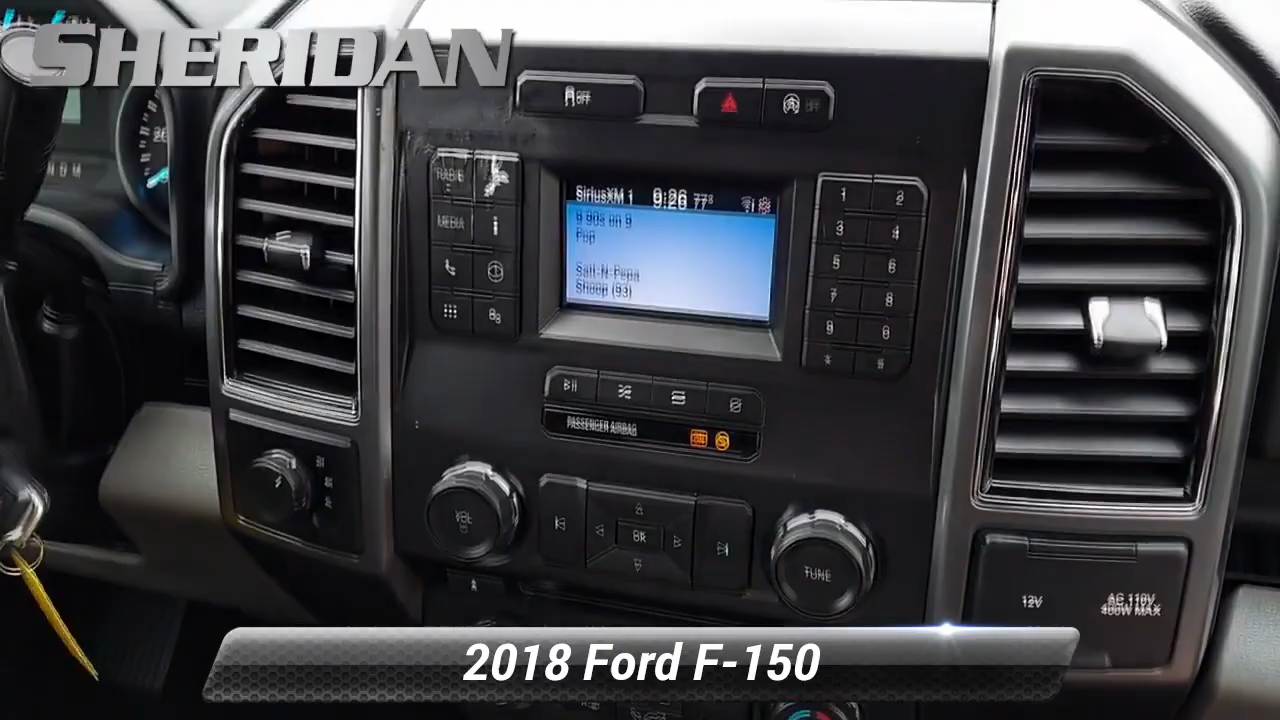 SHERIDAN
OFF
OFF
RADIO
SiriusXM 1 9:26 77°
9 90s on 9
Pop
MEDIA
i
Salt-N-Pepa
Shoop (93)
1 2
3 4
5 6
7 8
9 0
* #
PASSENGER AIRBAG
VOL
OK
TUNE
12V
AC 110V
400W MAX
2018 Ford F-150